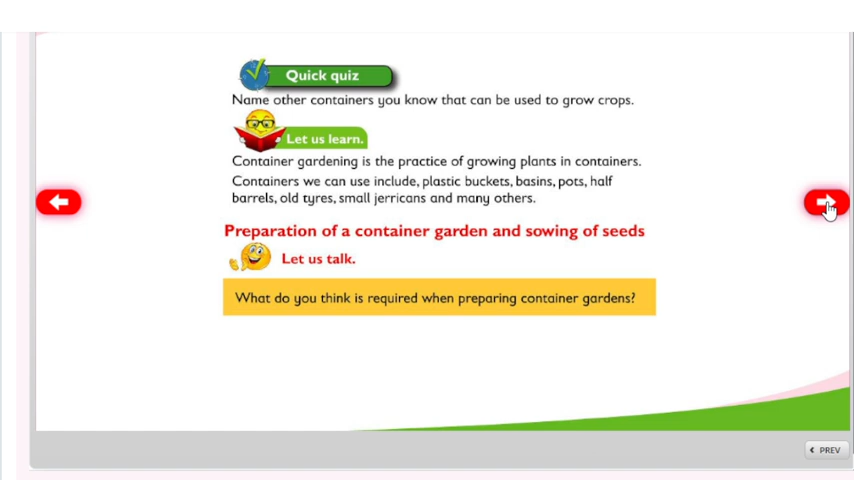 Quick quiz
Name other containers you know that can be used to grow crops.
Let us learn.
Container gardening is the practice of growing plants in containers.
Containers we can use include, plastic buckets, basins, pots, half
barrels, old tyres, small jerricans and many others.
Preparation of a container garden and sowing of seeds
Let us talk.
What do you think is required when preparing container gardens?
PREV